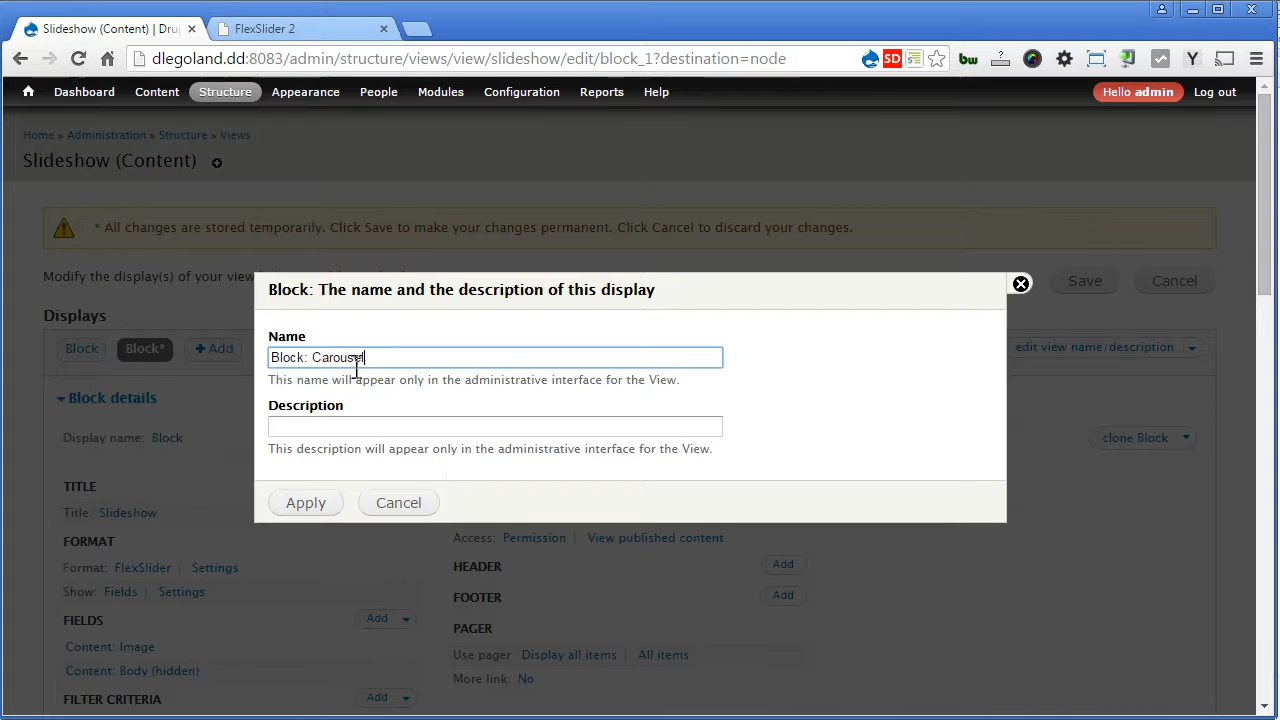 Slideshow (Content) | Dru
FlexSlider 2
dlegrand.dd:8083/admin/structure/views/view/slideshow/edit/block_1?destination=node
SD
bw
Y
Dashboard Content Structure Appearance People Modules Configuration Reports Help Hello admin Log out
Home » Administration » Structure » Views
Slideshow (Content)
* All changes are stored temporarily. Click Save to make your changes permanent. Click Cancel to discard your changes.
Modify the display(s) of your view
Save Cancel
Displays
Block Block* Add edit view name/description
Block details
Display name: Block clone Block
TITLE
Title: Slideshow
FORMAT
Format: FlexSlider | Settings
Show: Fields | Settings
FIELDS Add
Content: Image
Content: Body (hidden)
FILTER CRITERIA Add
Block: The name and the description of this display
Name
Block: Carousel
This name will appear only in the administrative interface for the View.
Description
This description will appear only in the administrative interface for the View.
Apply Cancel
Access: Permission | View published content
HEADER Add
FOOTER Add
PAGER
Use pager: Display all items | All items
More link: No